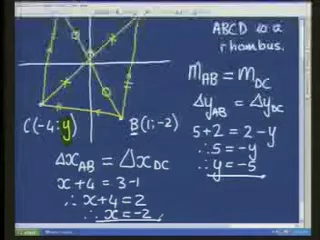 ABCD is a
rhombus.
m_AB = m_DC
Δy_AB = Δy_DC
5+2 = 2-y
∴5 = -y
∴y = -5
C(-4;y)
B(1;-2)
Δx_AB = Δx_DC
x+4 = 3-1
∴ x+4 = 2
∴ x = -2